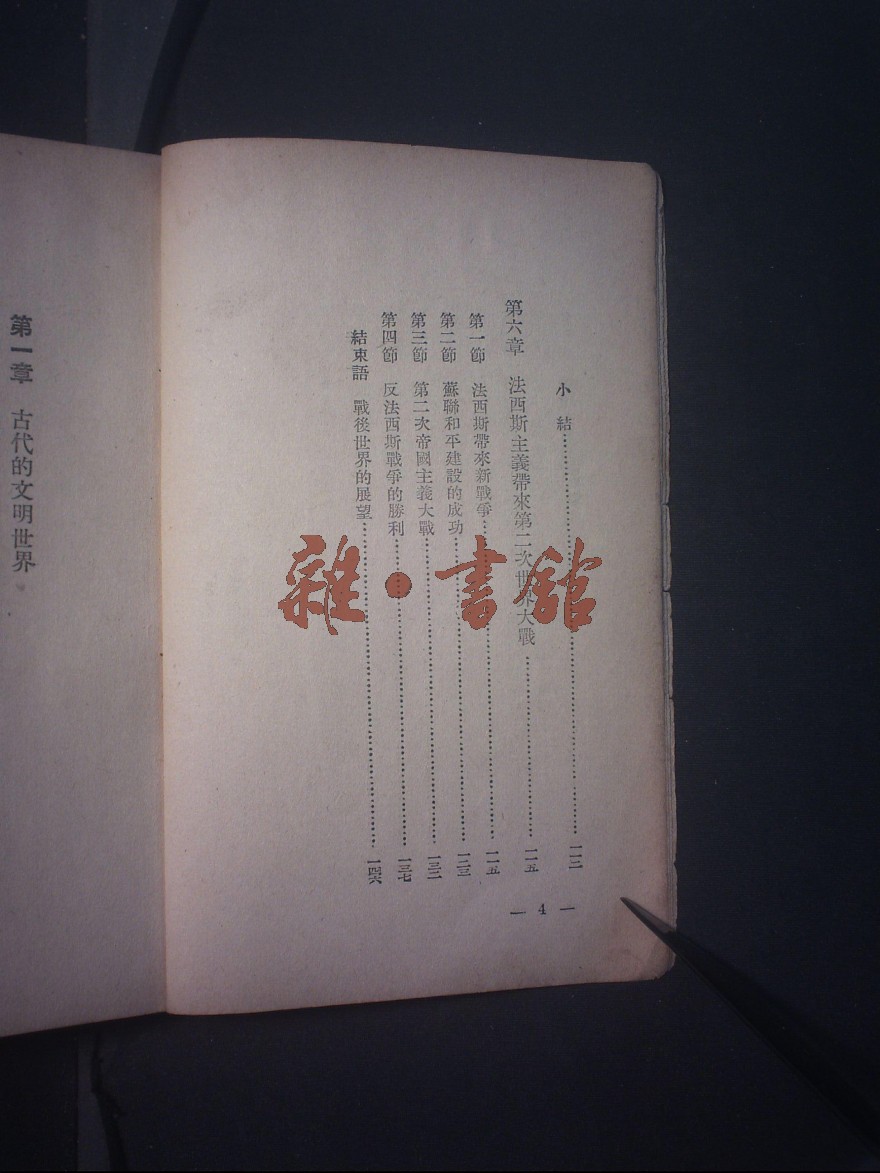 小結……一一二
第六章 法西斯主義帶來第二次世界大戰……一一五
第一節 法西斯帶來新戰爭……一一五
第二節 蘇聯和平建設的成功……一二三
第三節 第二次帝國主義大戰……一三二
第四節 反法西斯戰爭的勝利……一三七
結束語 戰後世界的展望……一四六
— 4 —
第一章 古代的文明世界
雜·書館